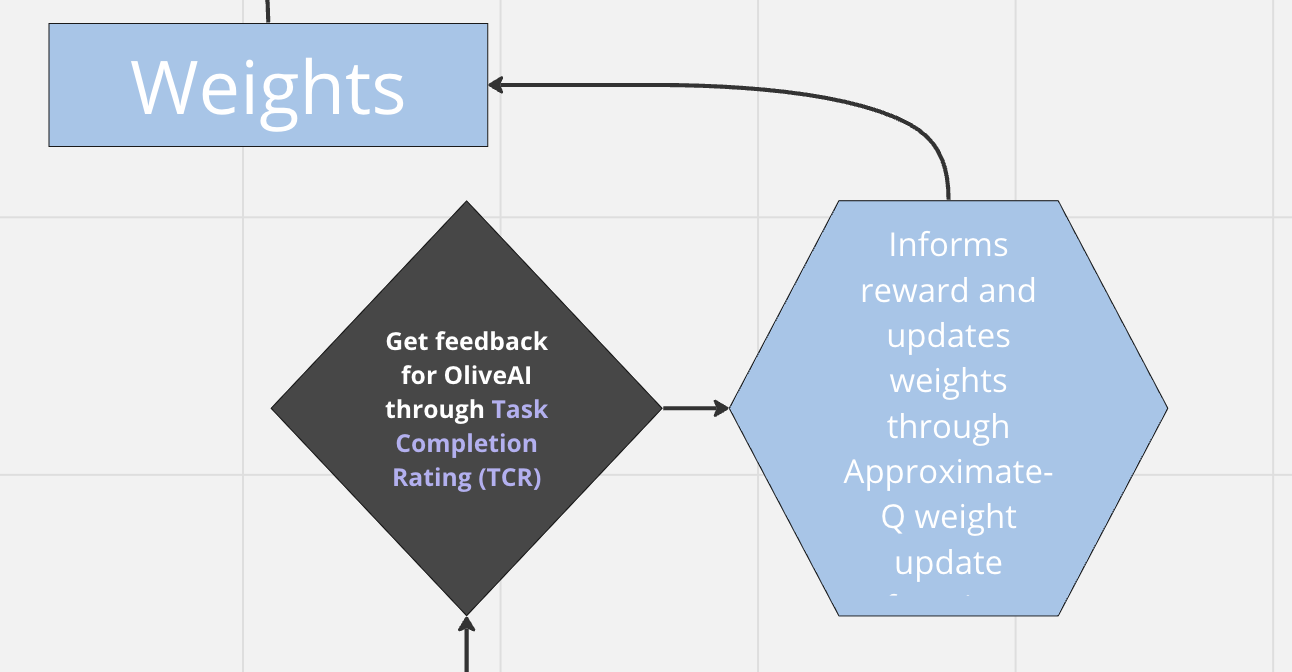 Weights
Get feedback
for OliveAI
through Task
Completion
Rating (TCR)
Informs
reward and
updates
weights
through
Approximate-
Q weight
update